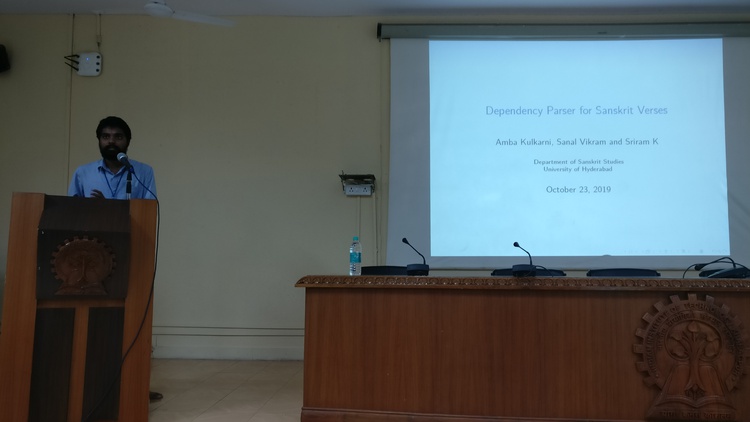 Dependency Parser for Sanskrit Verses
Amba Kulkarni, Sanal Vikram and Sriram K
Department of Sanskrit Studies
University of Hyderabad
October 23, 2019